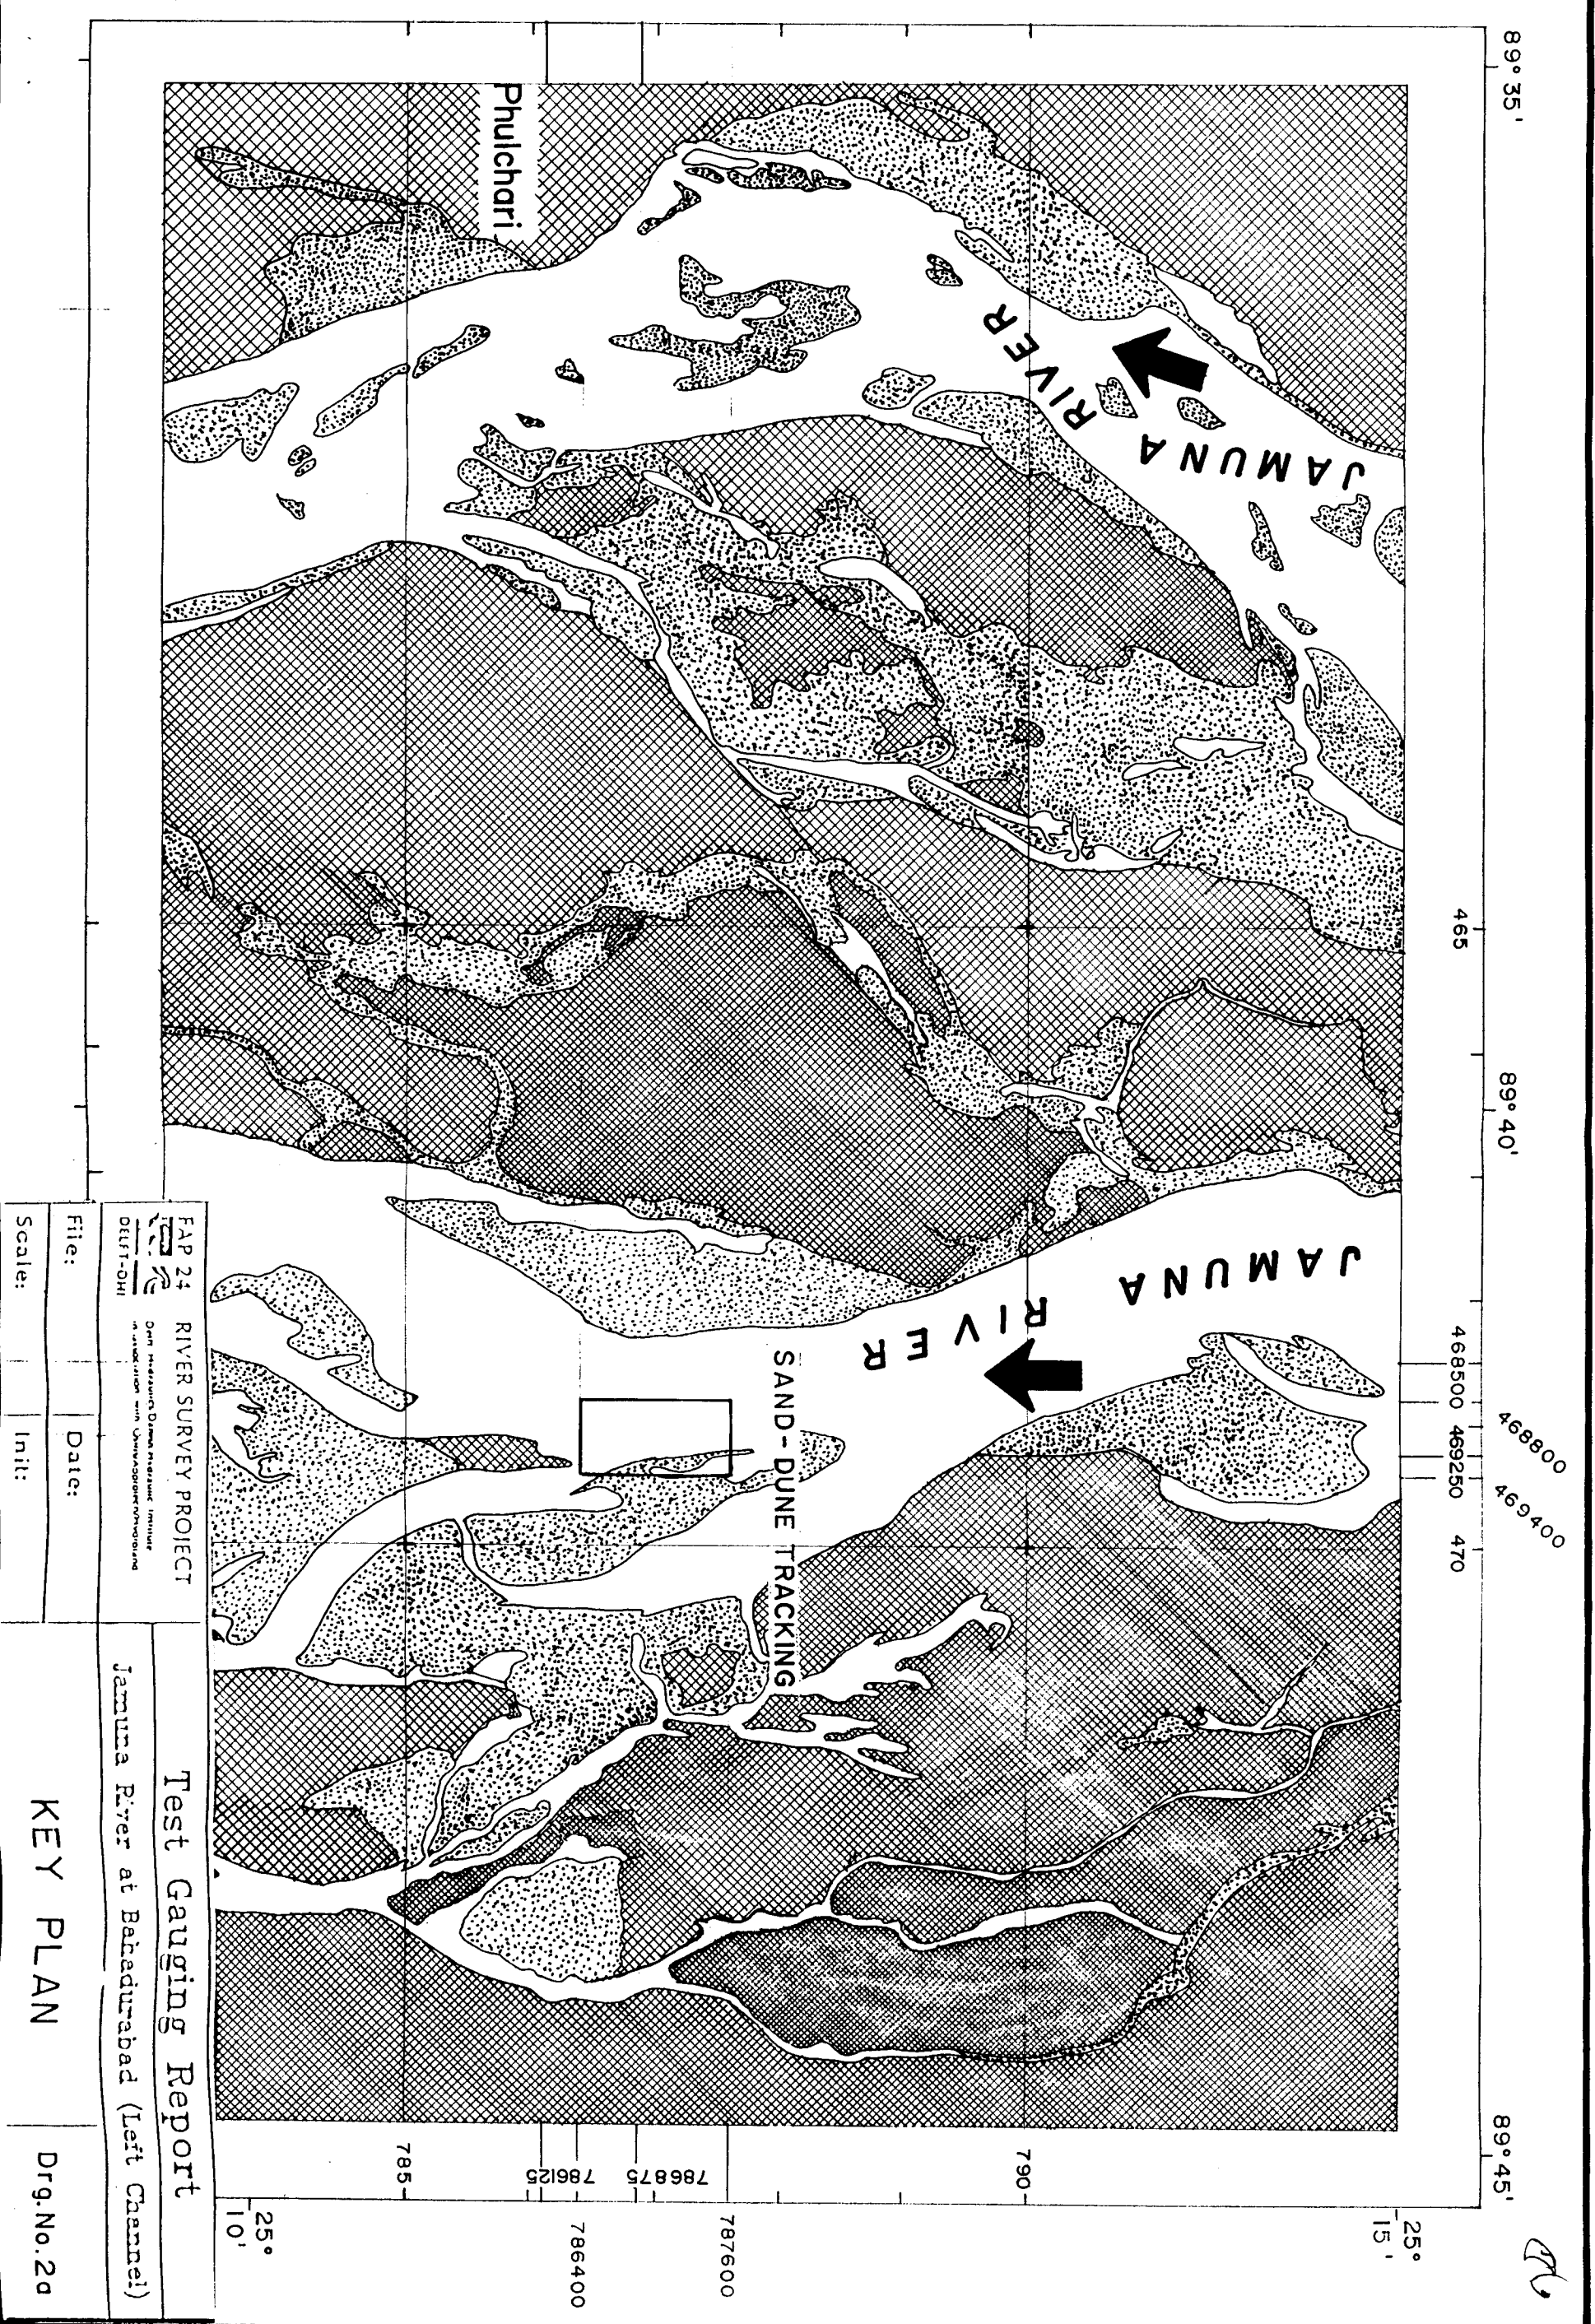 89°35'
465
89°40'
468500
468800
469250
469400
470
89°45'
Phulchari
JAMUNA RIVER
JAMUNA RIVER
SAND-DUNE TRACKING
785
786125
786400
786875
787600
790
25°
10'
25°
15'
FAP 24 RIVER SURVEY PROJECT
DELFT-DHI
File:
Date:
Scale:
Init:
Test Gauging Report
Jamuna River at Bahadurabad (Left Channel)
KEY PLAN
Drg.No.2a